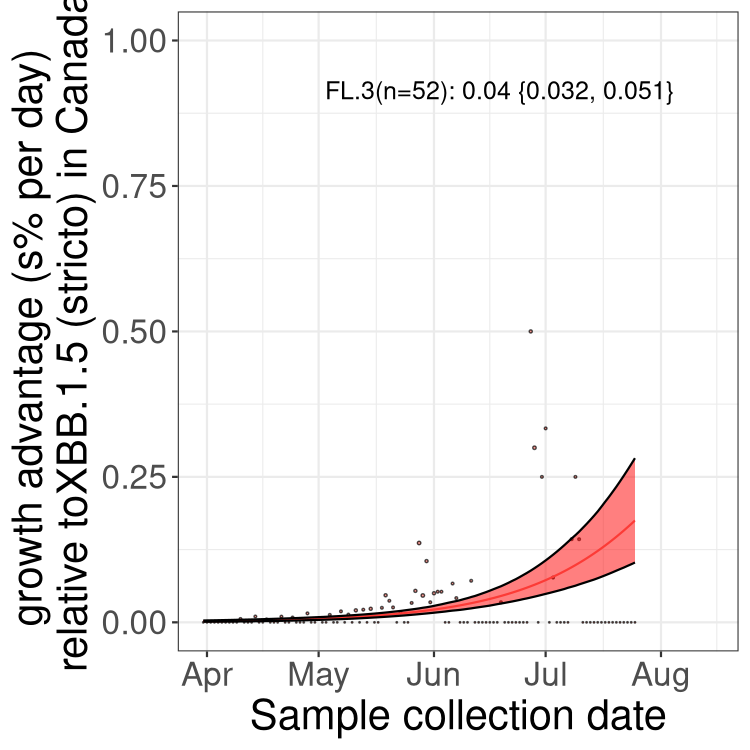 growth advantage (s% per day)
relative toXBB.1.5 (stricto) in Canada
1.00
0.75
0.50
0.25
0.00
FL.3(n=52): 0.04 {0.032, 0.051}
Apr May Jun Jul Aug
Sample collection date